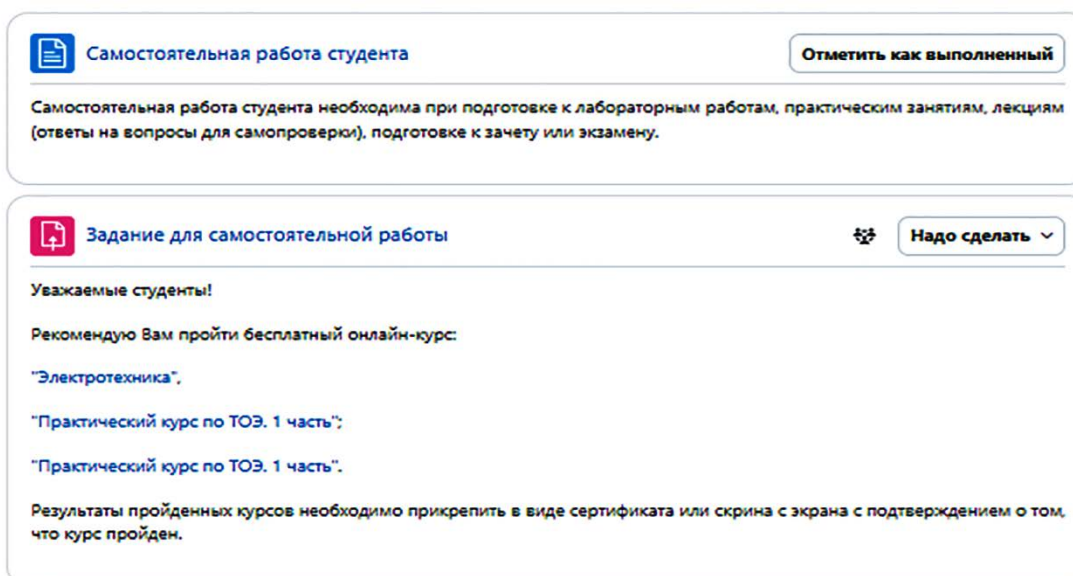 Самостоятельная работа студента
Отметить как выполненный
Самостоятельная работа студента необходима при подготовке к лабораторным работам, практическим занятиям, лекциям
(ответы на вопросы для самопроверки), подготовке к зачету или экзамену.
Задание для самостоятельной работы
Надо сделать
Уважаемые студенты!
Рекомендую Вам пройти бесплатный онлайн-курс:
"Электротехника",
"Практический курс по ТОЭ. 1 часть";
"Практический курс по ТОЭ. 1 часть".
Результаты пройденных курсов необходимо прикрепить в виде сертификата или скрина с экрана с подтверждением о том,
что курс пройден.